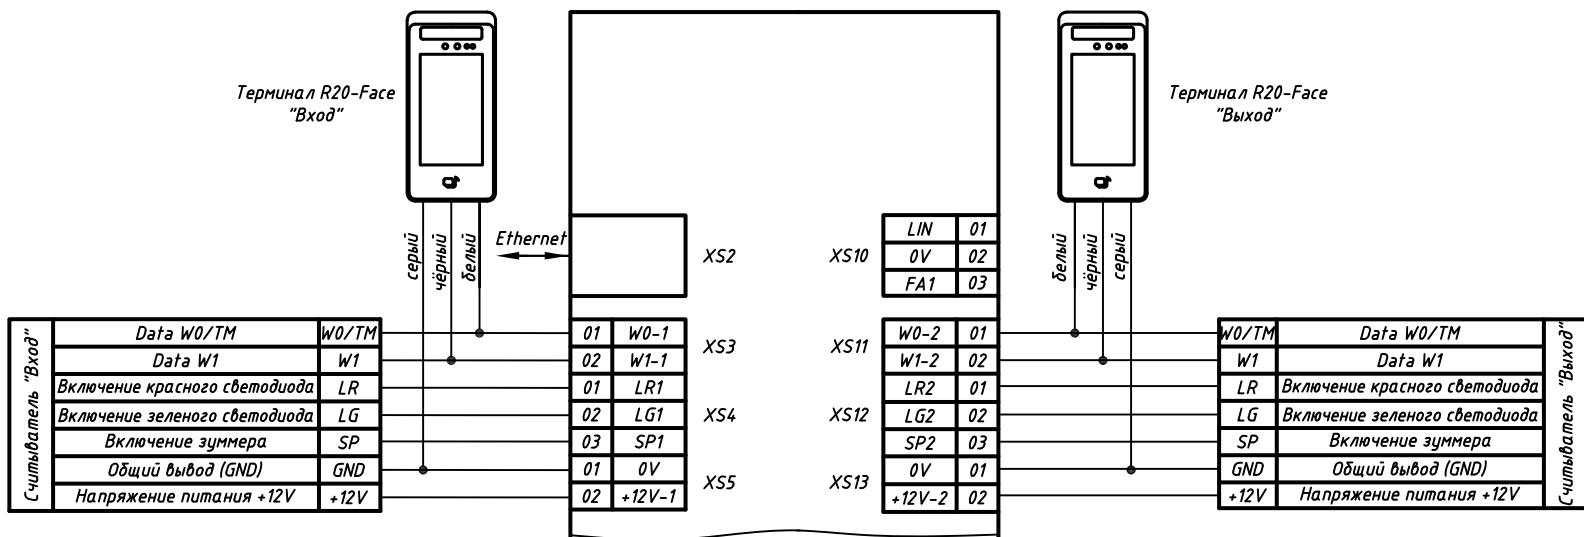 Терминал R20-Face
"Вход"
Терминал R20-Face
"Выход"
серый
чёрный
белый
Ethernet
XS2
XS10
LIN 01
0V 02
FA1 03
белый
чёрный
серый
Считыватель "Вход"
Data W0/TM W0/TM
Data W1 W1
Включение красного светодиода LR
Включение зеленого светодиода LG
Включение зуммера SP
Общий вывод (GND) GND
Напряжение питания +12V +12V
01 W0-1
02 W1-1
XS3
01 LR1
02 LG1
03 SP1
XS4
01 0V
02 +12V-1
XS5
XS11
W0-2 01
W1-2 02
XS12
LR2 01
LG2 02
SP2 03
XS13
0V 01
+12V-2 02
W0/TM Data W0/TM
W1 Data W1
LR Включение красного светодиода
LG Включение зеленого светодиода
SP Включение зуммера
GND Общий вывод (GND)
+12V Напряжение питания +12V
Считыватель "Выход"